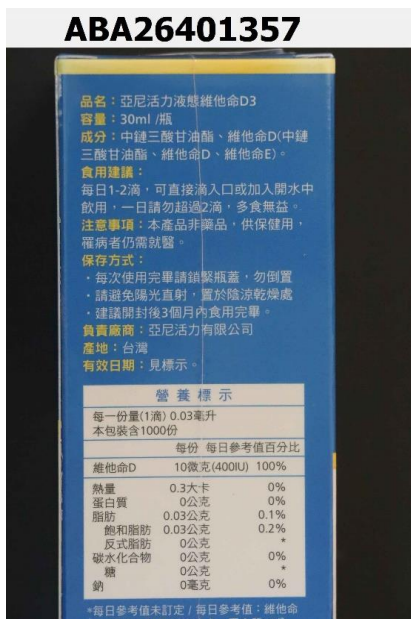 ABA26401357
品名：亞尼活力液態維他命D3
容量：30ml /瓶
成分：中鏈三酸甘油酯、維他命D(中鏈
三酸甘油酯、維他命D、維他命E)。
食用建議：
每日1-2滴，可直接滴入口或加入開水中
飲用，一日請勿超過2滴，多食無益。
注意事項：本產品非藥品，供保健用，
罹病者仍需就醫。
保存方式：
・每次使用完畢請鎖緊瓶蓋，勿倒置
・請避免陽光直射，置於陰涼乾燥處
・建議開封後3個月內食用完畢。
負責廠商：亞尼活力有限公司
產地：台灣
有效日期：見標示。
營養標示
每一份量(1滴) 0.03毫升
本包裝含1000份
每份 每日參考值百分比
維他命D 10微克(400IU) 100%
熱量 0.3大卡 0%
蛋白質 0公克 0%
脂肪 0.03公克 0.1%
飽和脂肪 0.03公克 0.2%
反式脂肪 0公克 *
碳水化合物 0公克 0%
糖 0公克 *
鈉 0毫克 0%
*每日參考值未訂定 / 每日參考值：維他命